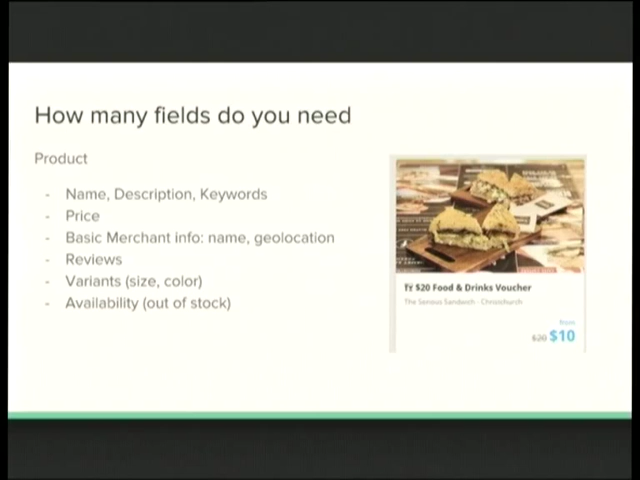 How many fields do you need
Product
- Name, Description, Keywords
- Price
- Basic Merchant info: name, geolocation
- Reviews
- Variants (size, color)
- Availability (out of stock)
$20 Food & Drinks Voucher
The Serious Sandwich - Christchurch
from
$20 $10